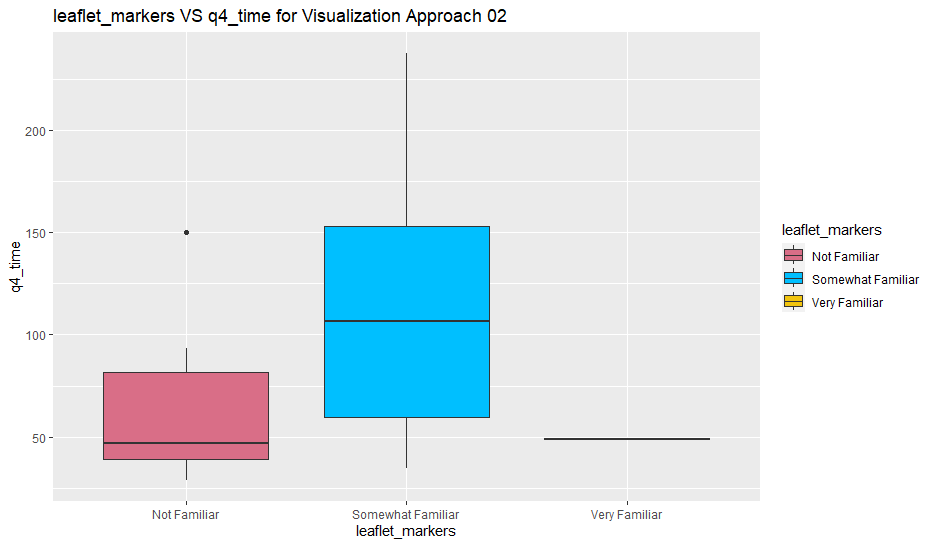 leaflet_markers VS q4_time for Visualization Approach 02
q4_time
200
150
100
50
Not Familiar
Somewhat Familiar
Very Familiar
leaflet_markers
leaflet_markers
Not Familiar
Somewhat Familiar
Very Familiar